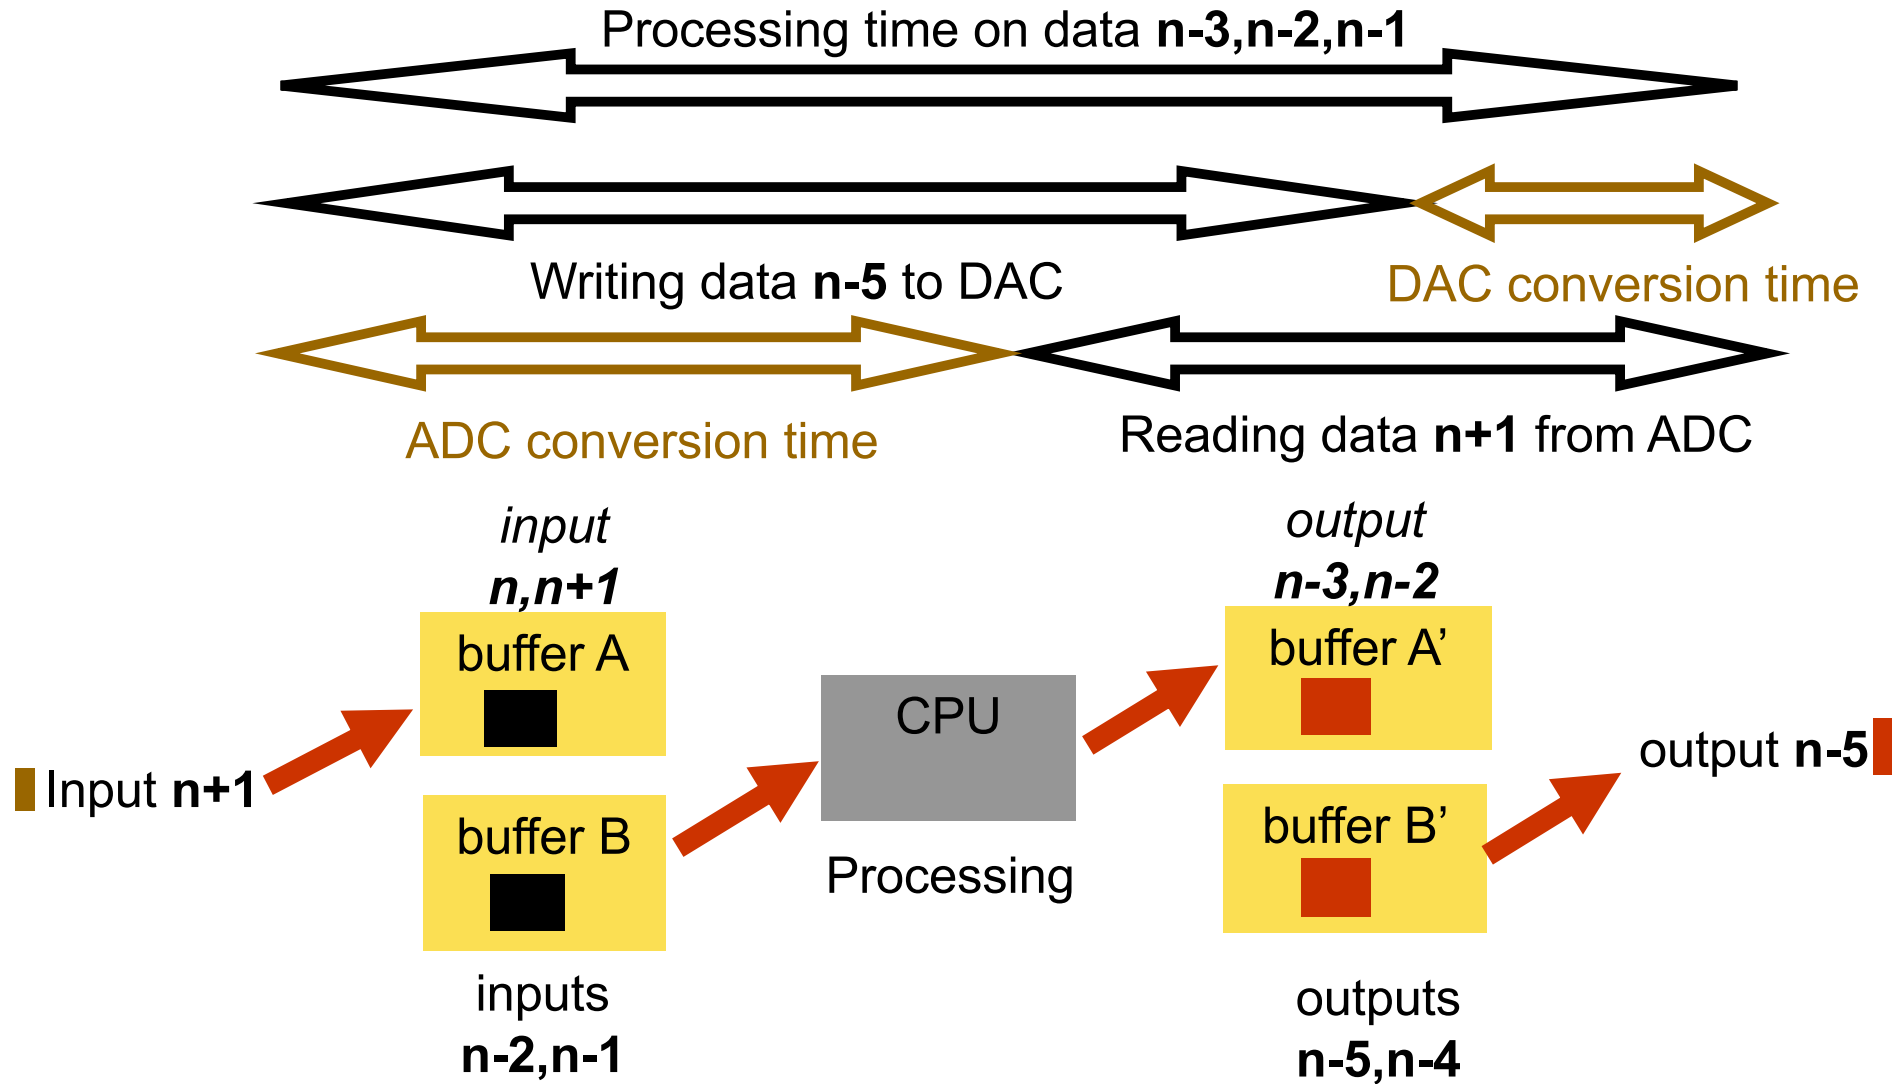 Processing time on data n-3,n-2,n-1
Writing data n-5 to DAC
DAC conversion time
ADC conversion time
Reading data n+1 from ADC
input
n,n+1
output
n-3,n-2
buffer A
buffer A’
CPU
Input n+1
output n-5
buffer B
buffer B’
Processing
inputs
n-2,n-1
outputs
n-5,n-4